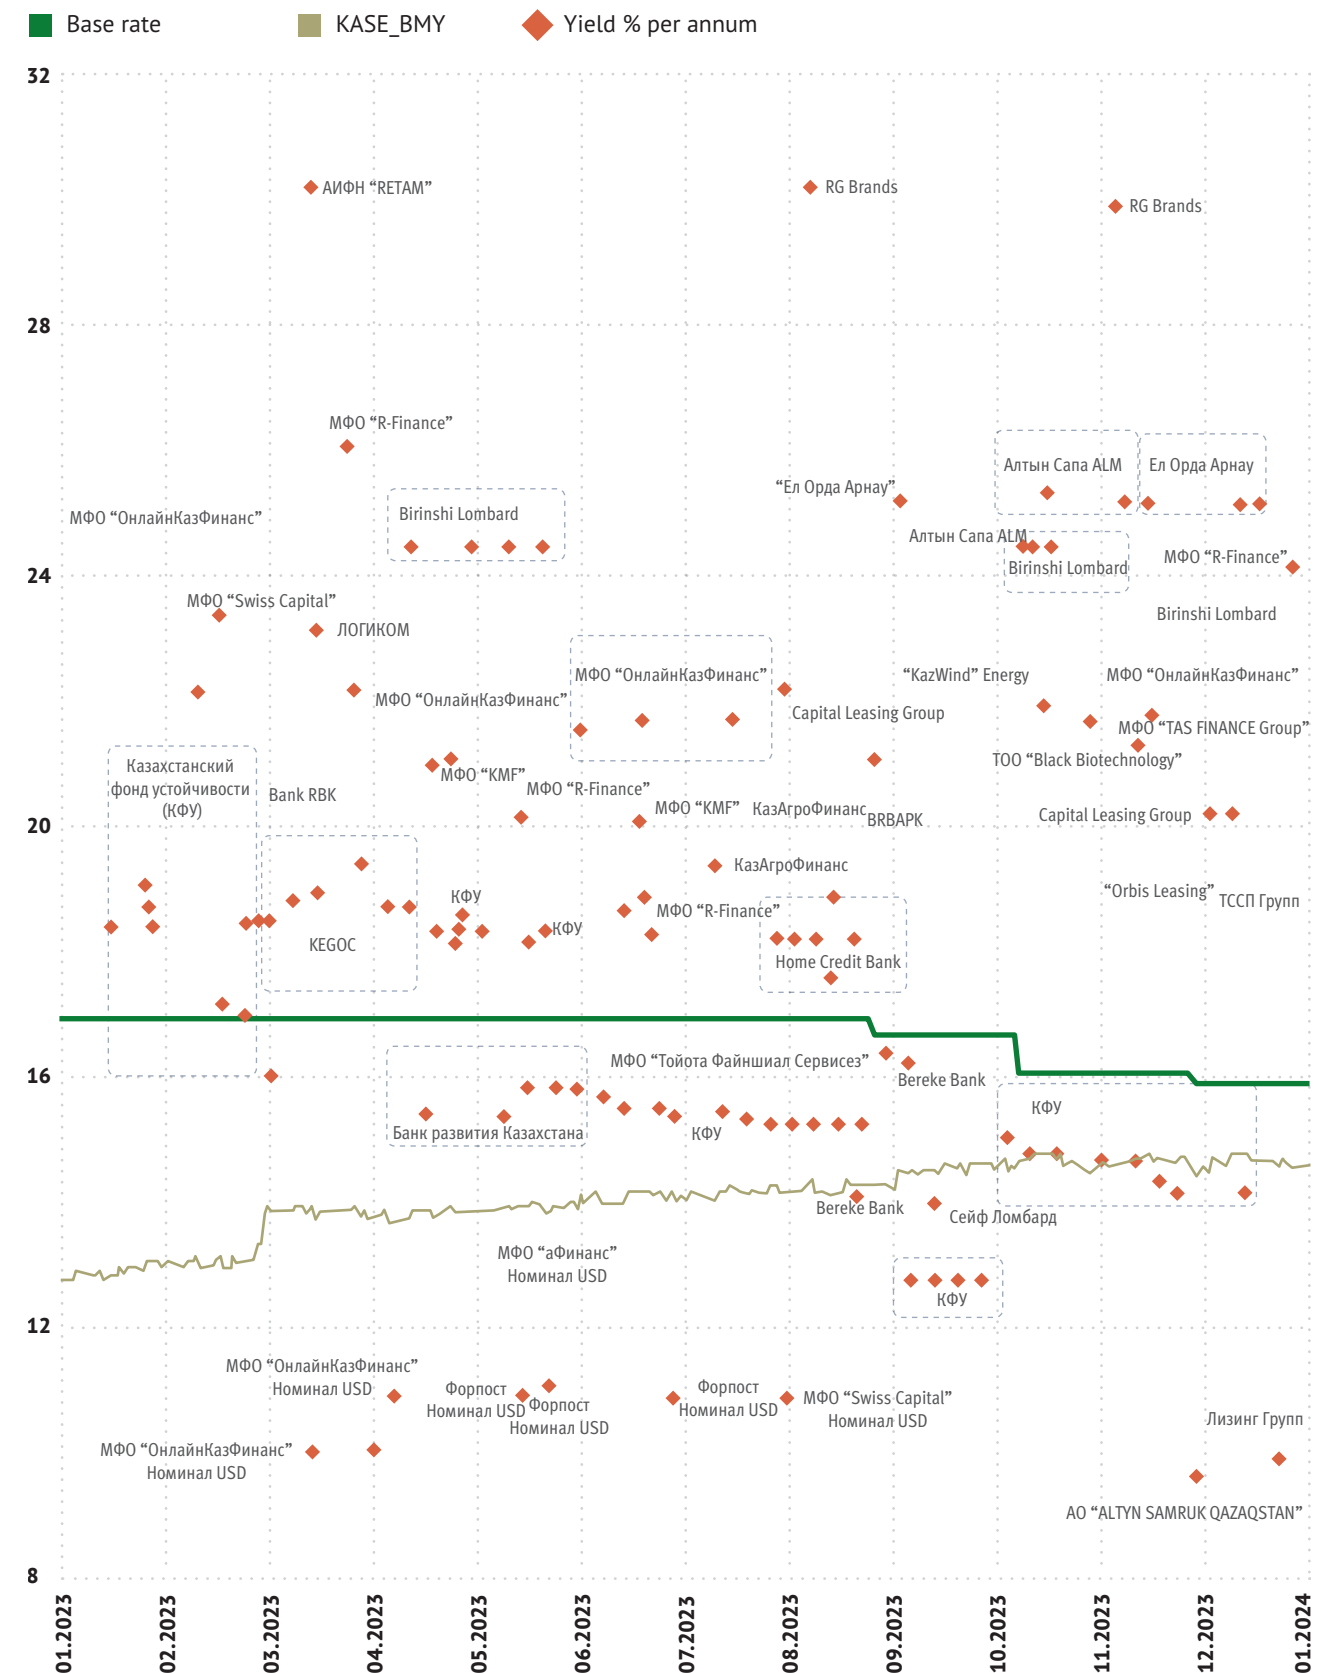 Base rate
KASE_BMY
Yield % per annum
32
АИФН “RETAM”
RG Brands
RG Brands
28
МФО “R-Finance”
Алтын Сапа ALM
Ел Орда Арнау
“Ел Орда Арнау”
МФО “ОнлайнКазФинанс”
Birinshi Lombard
Алтын Сапа ALM
Birinshi Lombard
МФО “R-Finance”
24
МФО “Swiss Capital”
ЛОГИКОМ
Birinshi Lombard
МФО “ОнлайнКазФинанс”
МФО “ОнлайнКазФинанс”
“KazWind” Energy
МФО “ОнлайнКазФинанс”
Capital Leasing Group
МФО “TAS FINANCE Group”
ТОО “Black Biotechnology”
Казахстанский
фонд устойчивости
(КФУ)
Bank RBK
МФО “KMF”
МФО “R-Finance”
МФО “KMF”
КазАгроФинанс
BRBAPK
Capital Leasing Group
20
КазАгроФинанс
КФУ
“Orbis Leasing”
ТССП Групп
МФО “R-Finance”
КФУ
KEGOC
Home Credit Bank
16
МФО “Тойота Файншиал Сервисез”
Bereke Bank
КФУ
Банк развития Казахстана
КФУ
Bereke Bank
Сейф Ломбард
МФО “аФинанс”
Номинал USD
КФУ
12
МФО “ОнлайнКазФинанс”
Номинал USD
Форпост
Номинал USD
Форпост
Номинал USD
Форпост
Номинал USD
МФО “Swiss Capital”
Номинал USD
Лизинг Групп
МФО “ОнлайнКазФинанс”
Номинал USD
АО “ALTYN SAMRUK QAZAQSTAN”
8
01.2023
02.2023
03.2023
04.2023
05.2023
06.2023
07.2023
08.2023
09.2023
10.2023
11.2023
12.2023
01.2024